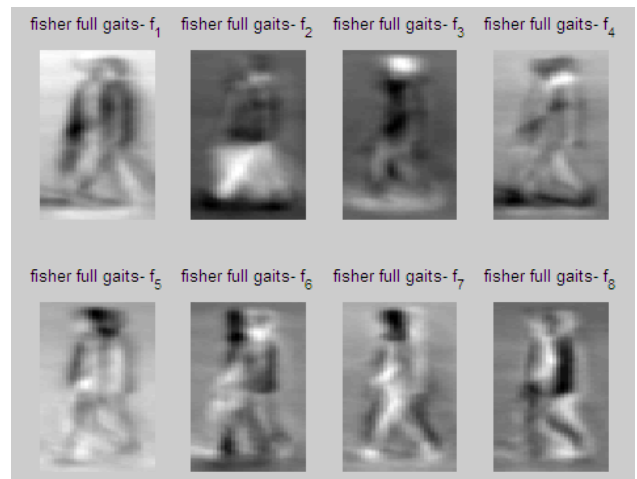 fisher full gaits- f1
fisher full gaits- f2
fisher full gaits- f3
fisher full gaits- f4
fisher full gaits- f5
fisher full gaits- f6
fisher full gaits- f7
fisher full gaits- f8